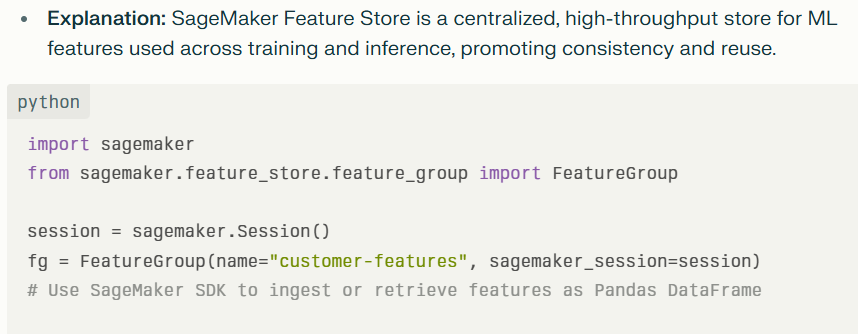 • Explanation: SageMaker Feature Store is a centralized, high-throughput store for ML
features used across training and inference, promoting consistency and reuse.
python
import sagemaker
from sagemaker.feature_store.feature_group import FeatureGroup
session = sagemaker.Session()
fg = FeatureGroup(name="customer-features", sagemaker_session=session)
# Use SageMaker SDK to ingest or retrieve features as Pandas DataFrame